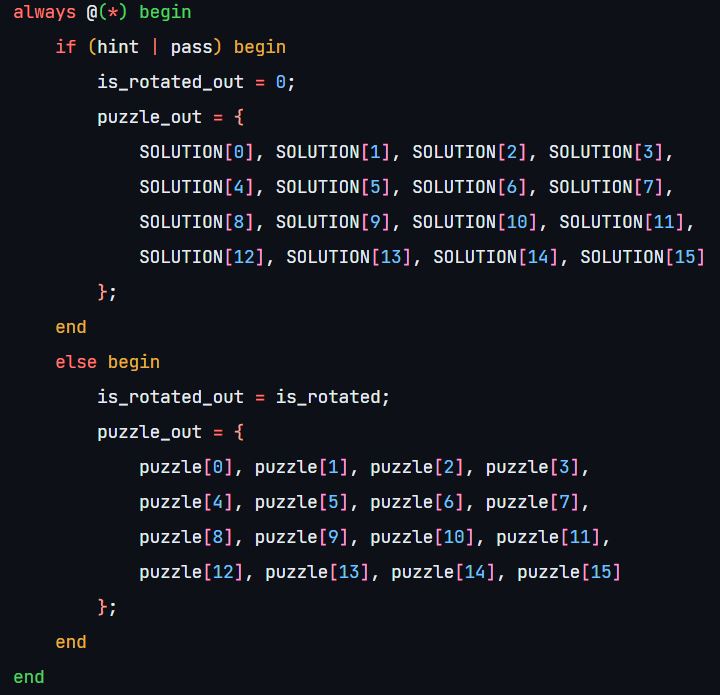 always @(*) begin
    if (hint | pass) begin
        is_rotated_out = 0;
        puzzle_out = {
            SOLUTION[0], SOLUTION[1], SOLUTION[2], SOLUTION[3],
            SOLUTION[4], SOLUTION[5], SOLUTION[6], SOLUTION[7],
            SOLUTION[8], SOLUTION[9], SOLUTION[10], SOLUTION[11],
            SOLUTION[12], SOLUTION[13], SOLUTION[14], SOLUTION[15]
        };
    end
    else begin
        is_rotated_out = is_rotated;
        puzzle_out = {
            puzzle[0], puzzle[1], puzzle[2], puzzle[3],
            puzzle[4], puzzle[5], puzzle[6], puzzle[7],
            puzzle[8], puzzle[9], puzzle[10], puzzle[11],
            puzzle[12], puzzle[13], puzzle[14], puzzle[15]
        };
    end
end